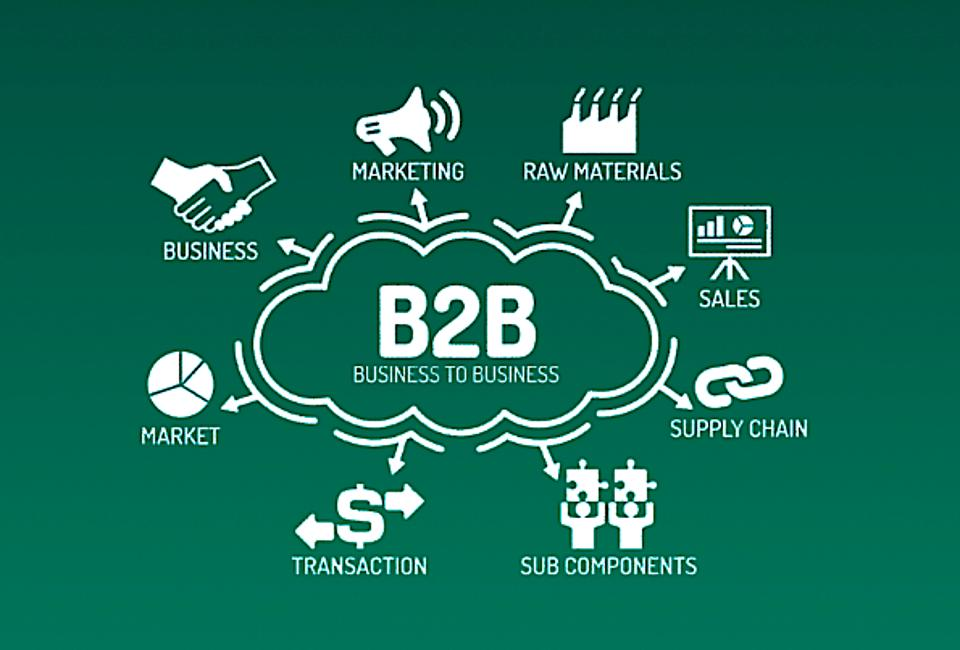 MARKETING
RAW MATERIALS
BUSINESS
SALES
B2B
BUSINESS TO BUSINESS
MARKET
SUPPLY CHAIN
$
TRANSACTION
SUB COMPONENTS